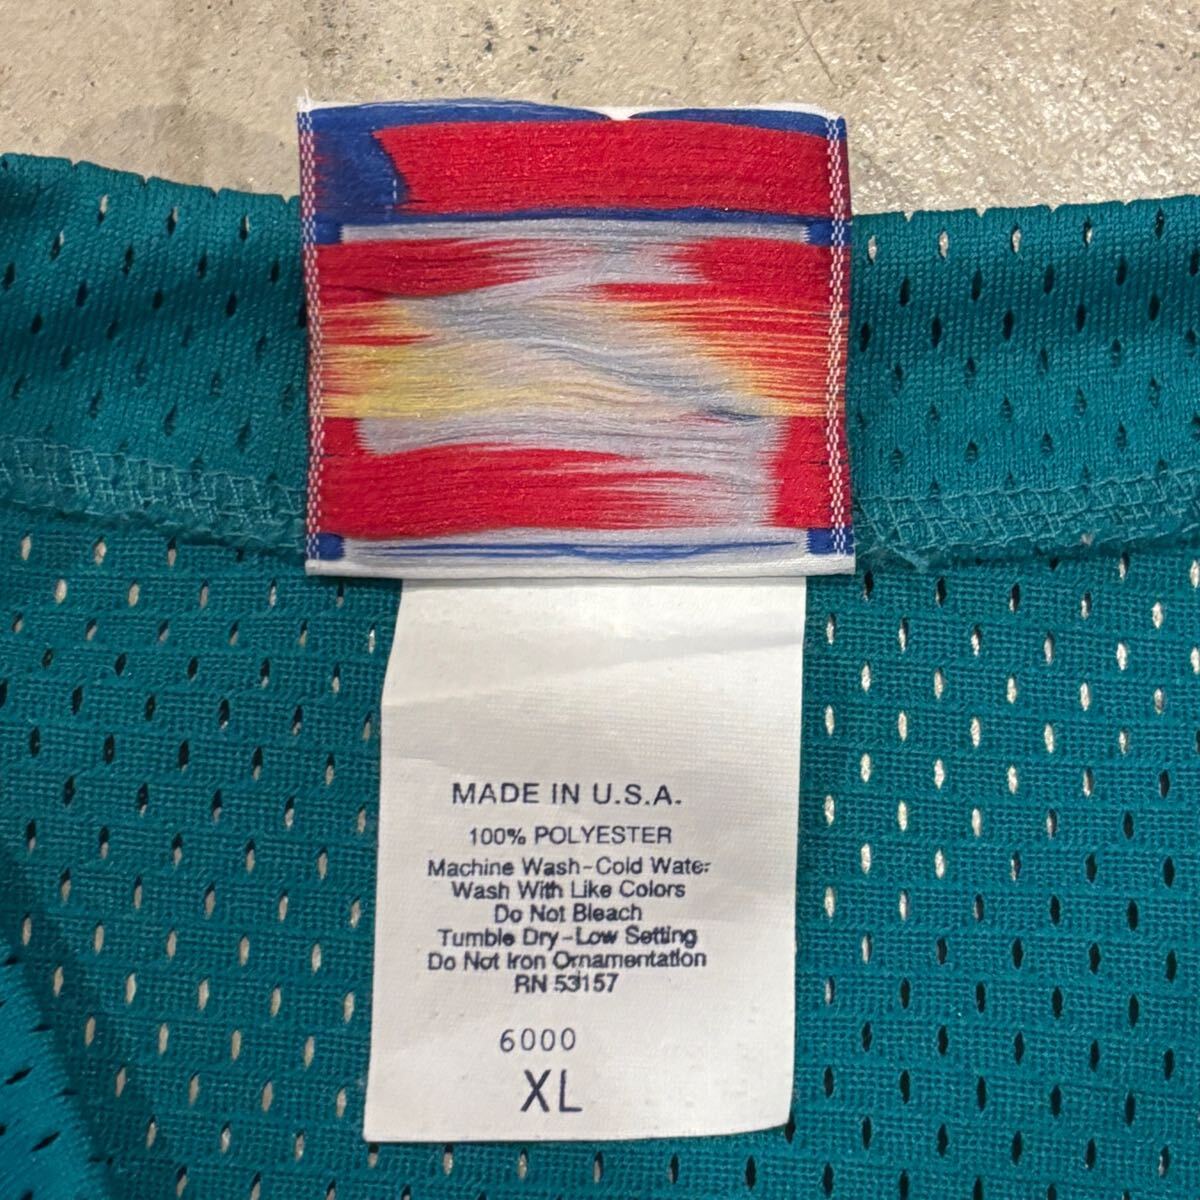 MADE IN U.S.A.
100% POLYESTER
Machine Wash-Cold Water
Wash With Like Colors
Do Not Bleach
Tumble Dry-Low Setting
Do Not Iron Ornamentation
RN 53157
6000
XL